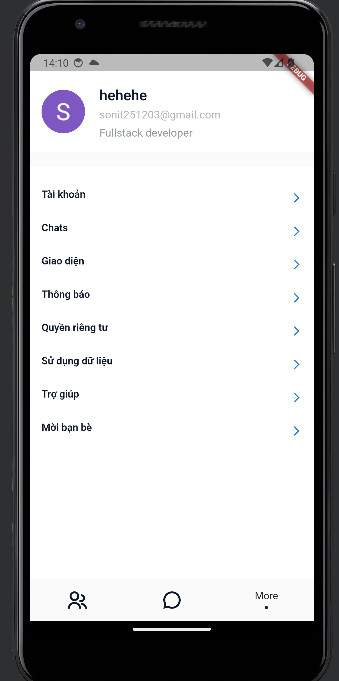 14:10
DEBUG
S
hehehe
sonit251203@gmail.com
Fullstack developer
Tài khoản
Chats
Giao diện
Thông báo
Quyền riêng tư
Sử dụng dữ liệu
Trợ giúp
Mời bạn bè
More